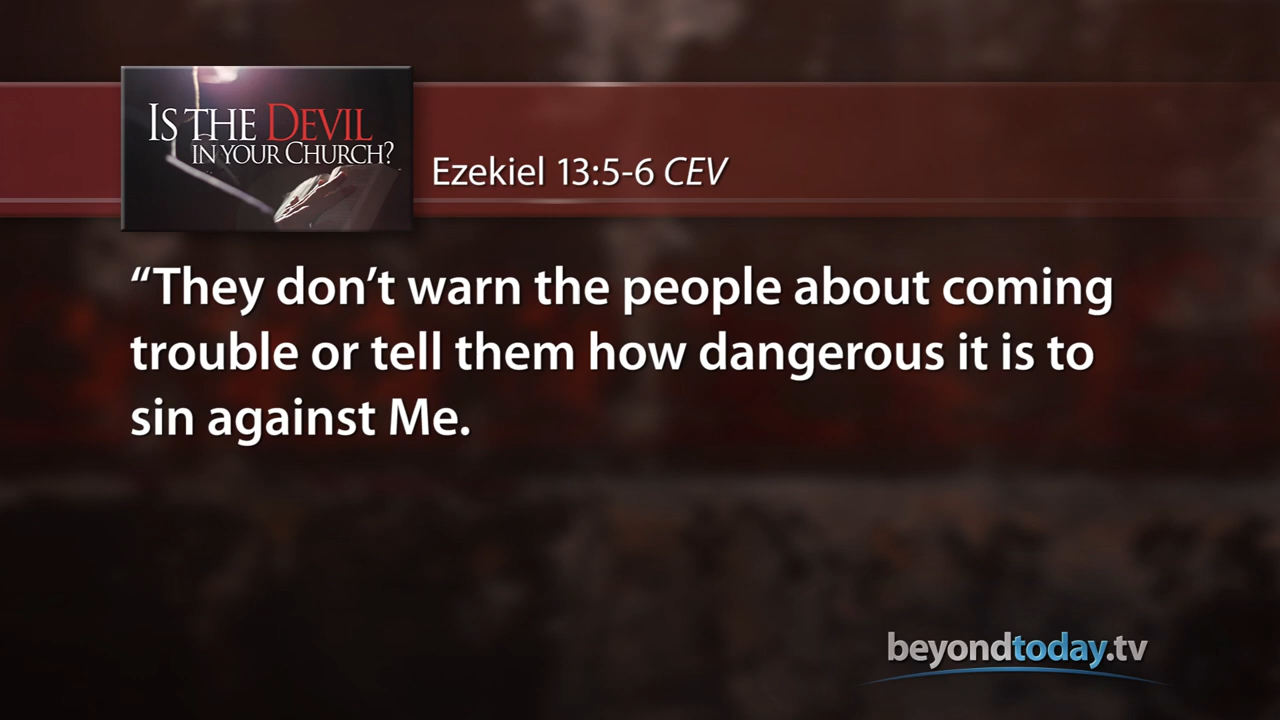 IS THE DEVIL
IN YOUR CHURCH?
Ezekiel 13:5-6 CEV
“They don’t warn the people about coming
trouble or tell them how dangerous it is to
sin against Me.
beyondtoday.tv